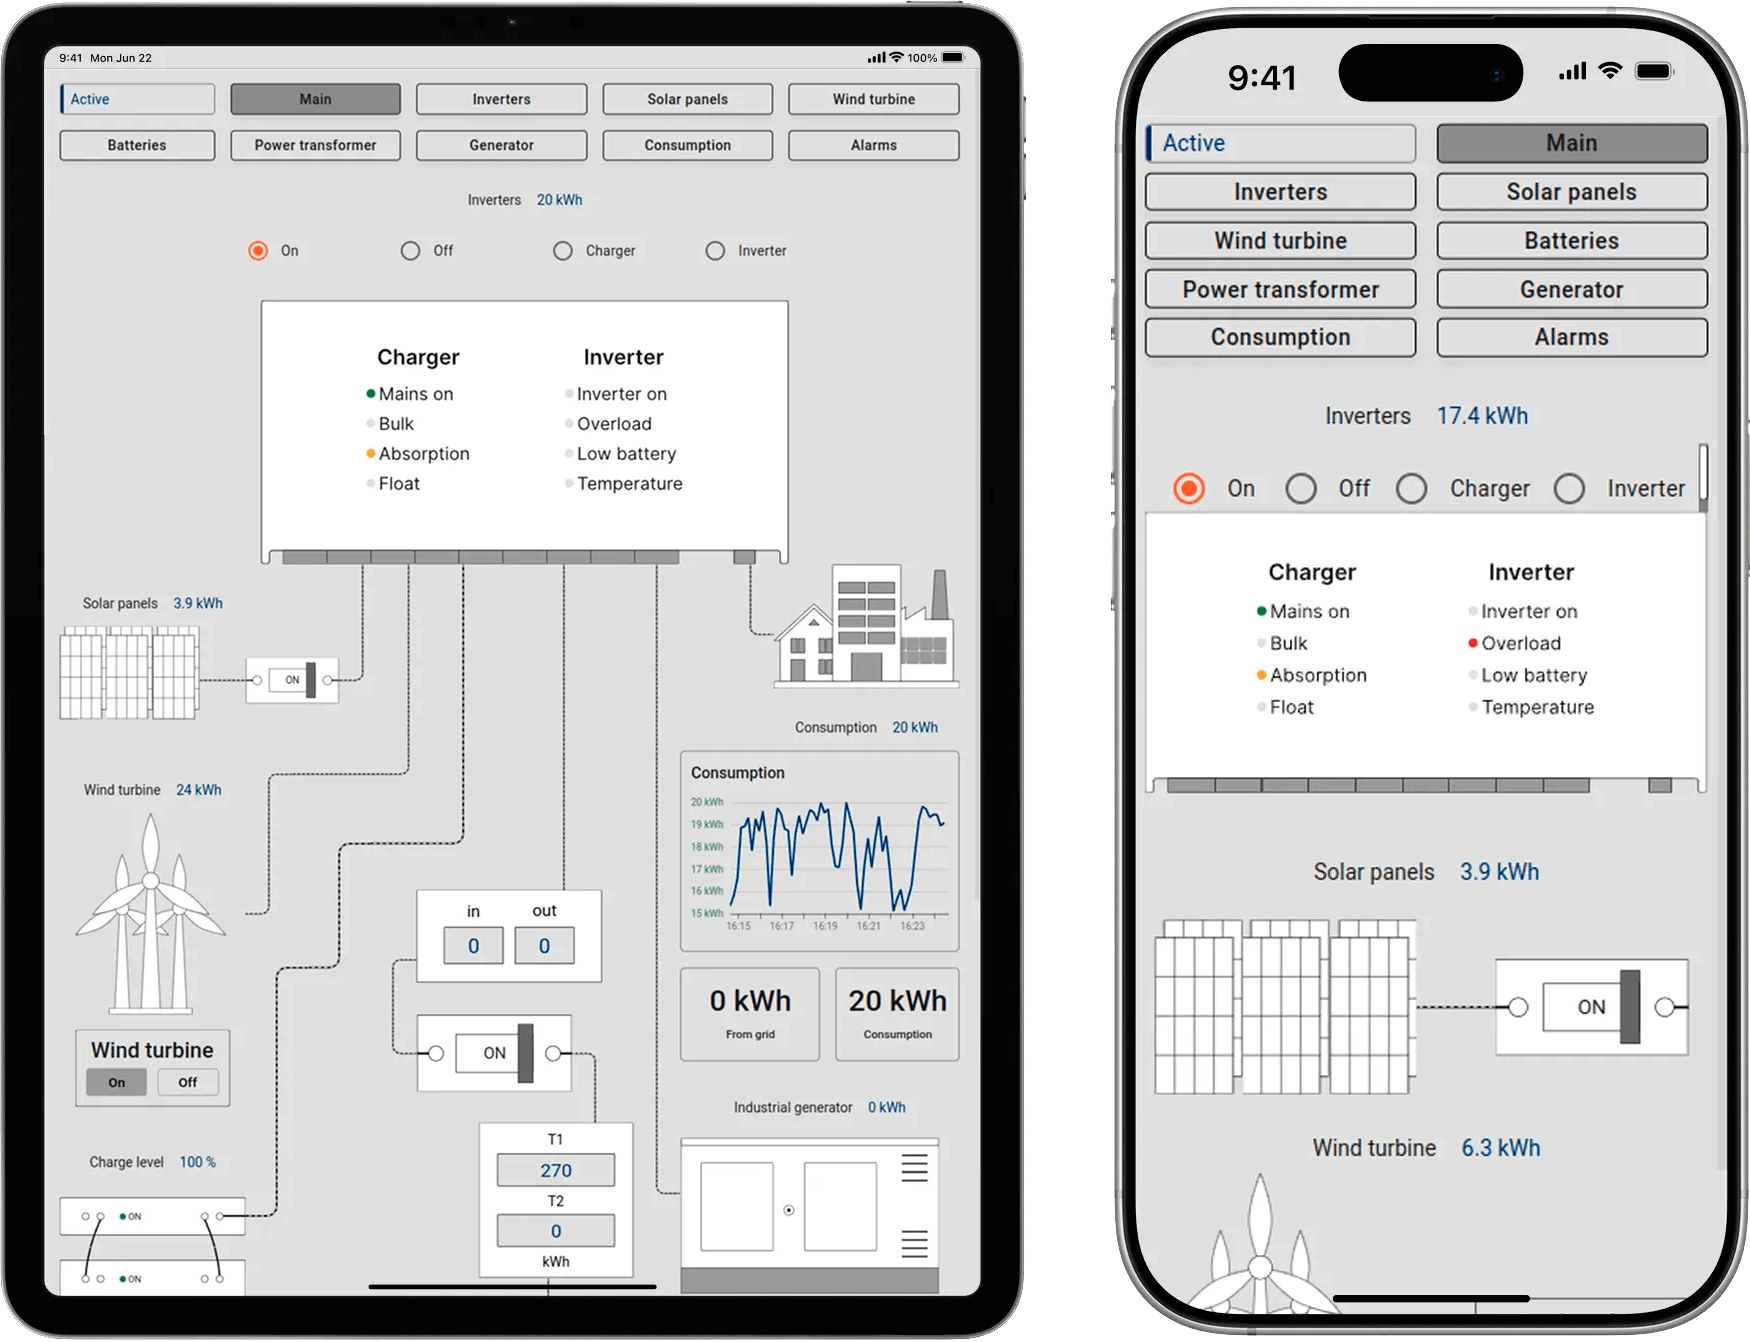 9:41 Mon Jun 22 100%
Active Main Inverters Solar panels Wind turbine
Batteries Power transformer Generator Consumption Alarms
Inverters 20 kWh
On Off Charger Inverter
Charger Inverter
Mains on Inverter on
Bulk Overload
Absorption Low battery
Float Temperature
Solar panels 3.9 kWh
ON
Consumption 20 kWh
Wind turbine 24 kWh
Consumption
20 kWh
19 kWh
18 kWh
17 kWh
16 kWh
15 kWh
16:15 16:17 16:19 16:21 16:23
in out
0 0
0 kWh 20 kWh
From grid Consumption
ON
Wind turbine
On Off
Industrial generator 0 kWh
Charge level 100 %
T1
270
T2
0
kWh
ON
ON
9:41
Active Main
Inverters Solar panels
Wind turbine Batteries
Power transformer Generator
Consumption Alarms
Inverters 17.4 kWh
On Off Charger Inverter
Charger Inverter
Mains on Inverter on
Bulk Overload
Absorption Low battery
Float Temperature
Solar panels 3.9 kWh
ON
Wind turbine 6.3 kWh